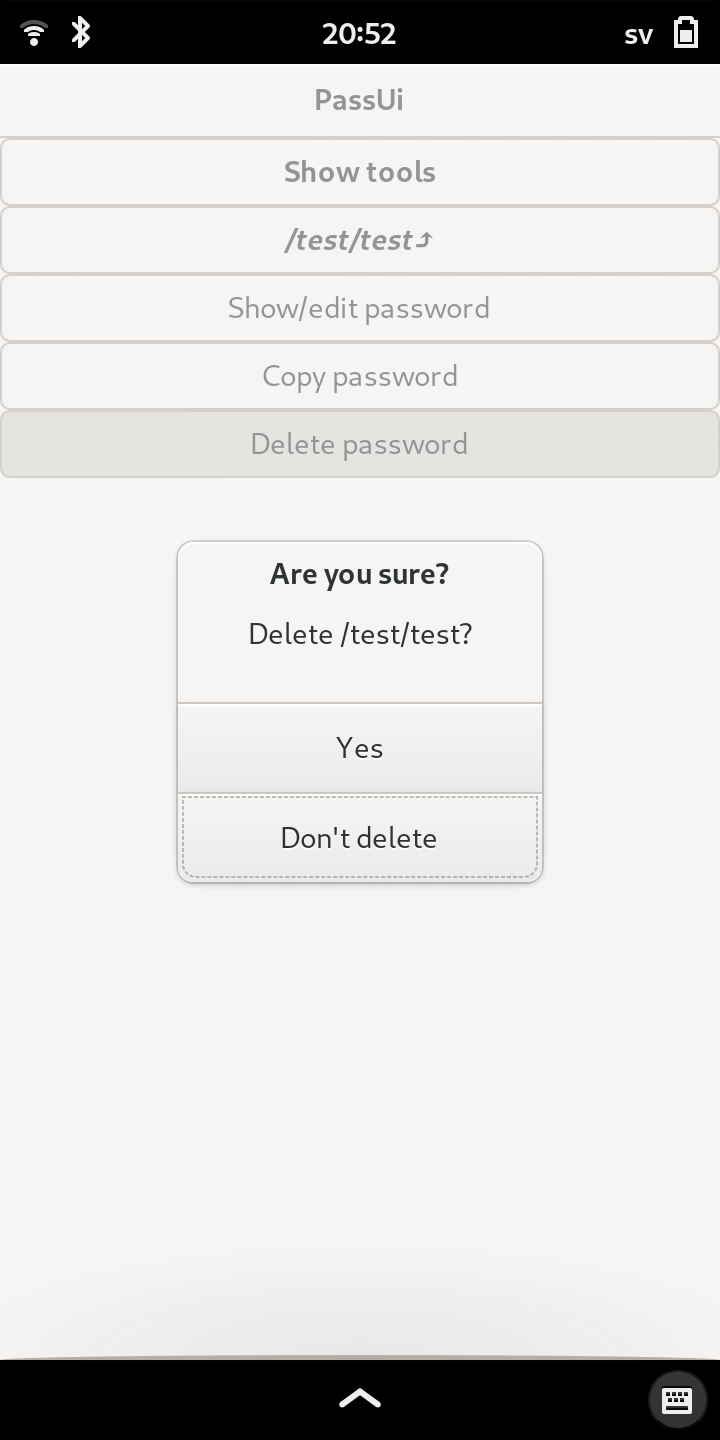 20:52
sv
PassUi
Show tools
/test/test⤴
Show/edit password
Copy password
Delete password
Are you sure?
Delete /test/test?
Yes
Don't delete